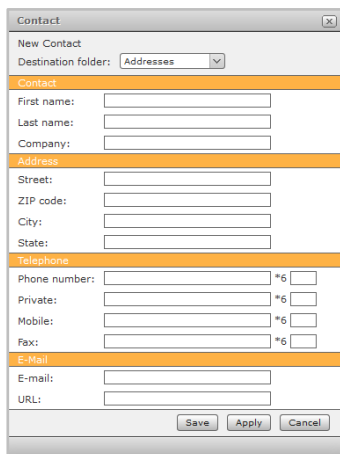 Contact
New Contact
Destination folder: Addresses
Contact
First name:
Last name:
Company:
Address
Street:
ZIP code:
City:
State:
Telephone
Phone number: *6
Private: *6
Mobile: *6
Fax: *6
E-Mail
E-mail:
URL:
Save Apply Cancel